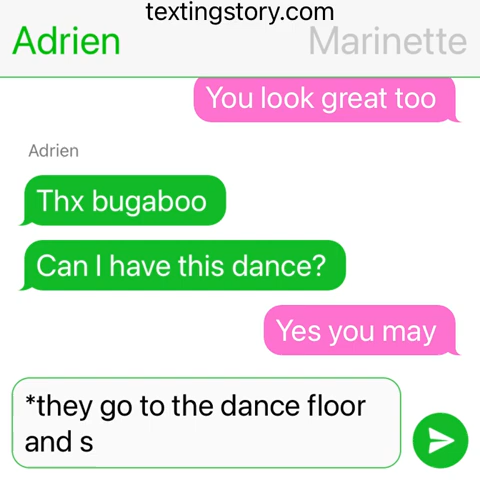 textingstory.com
Adrien
Marinette
You look great too
Adrien
Thx bugaboo
Can I have this dance?
Yes you may
*they go to the dance floor
and s